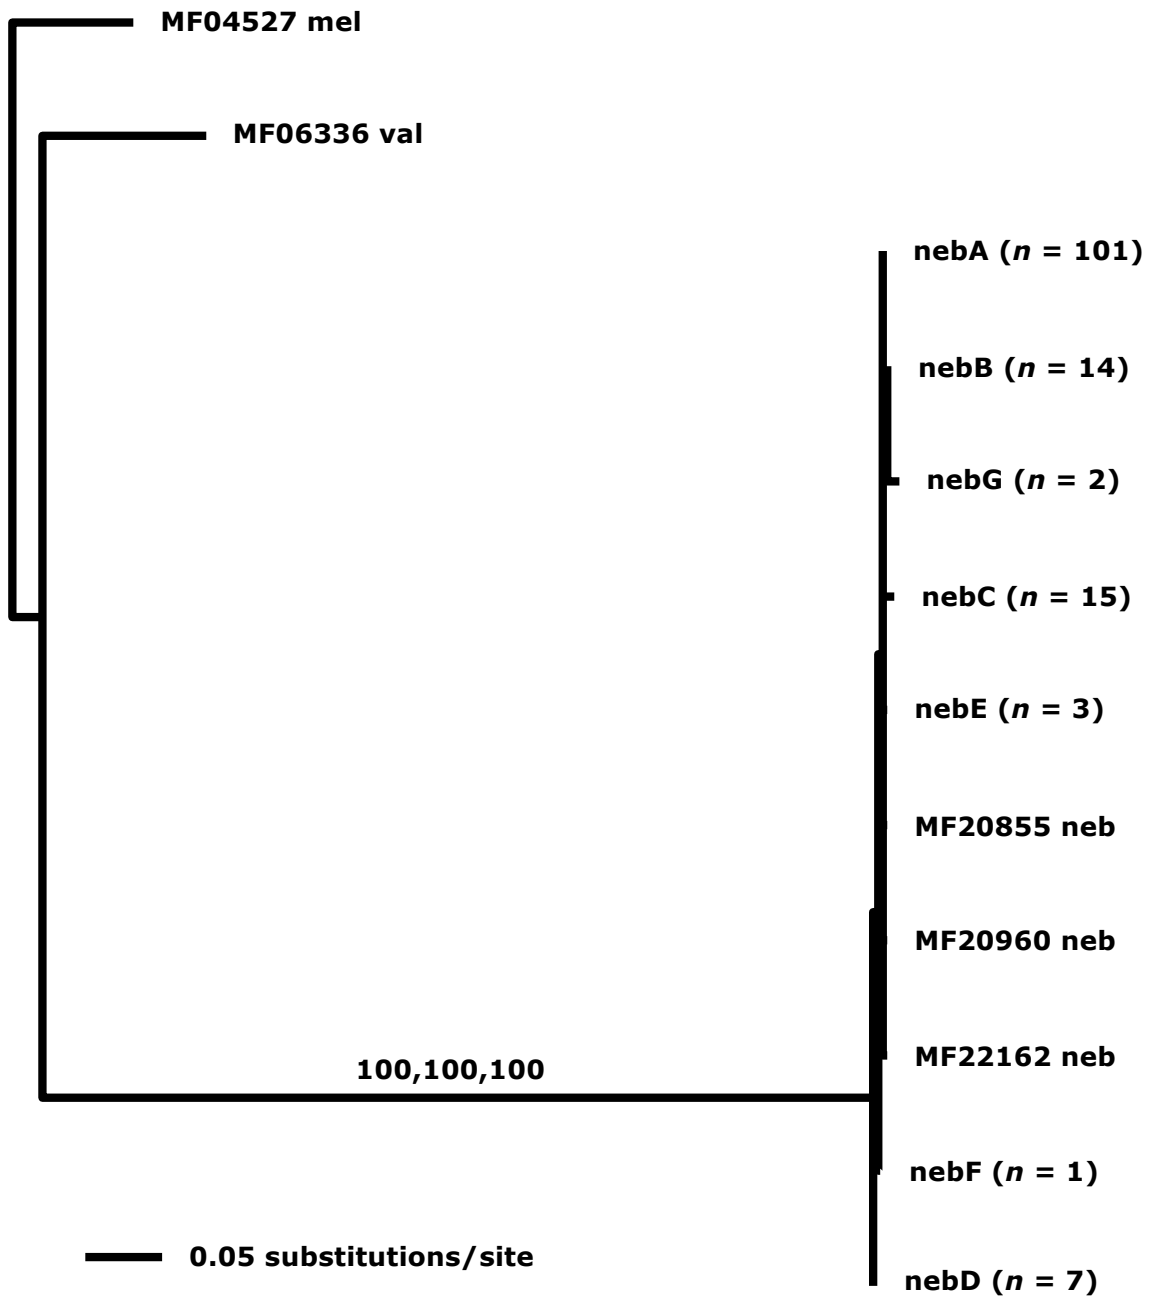 MF04527 mel
MF06336 val
nebA (n = 101)
nebB (n = 14)
nebG (n = 2)
nebC (n = 15)
nebE (n = 3)
MF20855 neb
MF20960 neb
MF22162 neb
100,100,100
nebF (n = 1)
0.05 substitutions/site
nebD (n = 7)